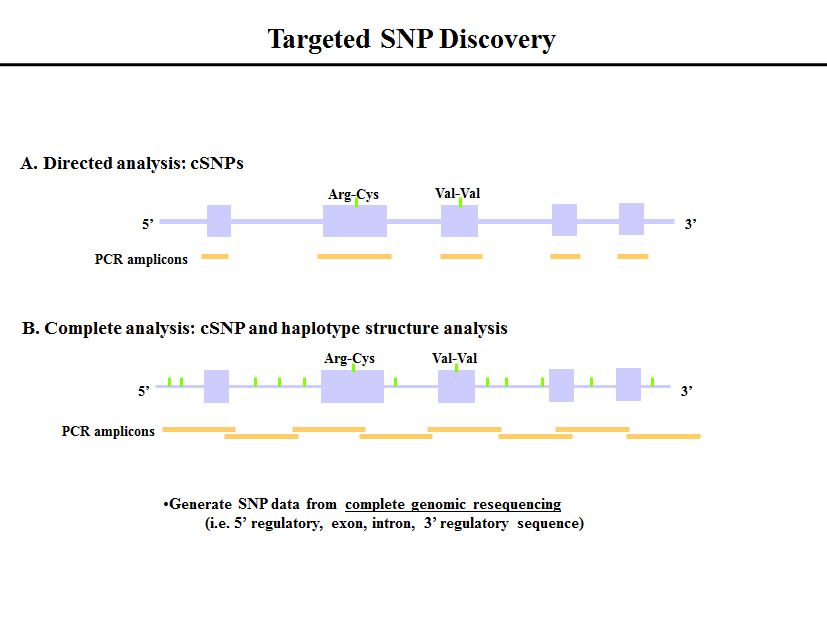 Targeted SNP Discovery
A. Directed analysis: cSNPs
Arg-Cys
Val-Val
5’
3’
PCR amplicons
B. Complete analysis: cSNP and haplotype structure analysis
Arg-Cys
Val-Val
5’
3’
PCR amplicons
•Generate SNP data from complete genomic resequencing
(i.e. 5’ regulatory, exon, intron, 3’ regulatory sequence)